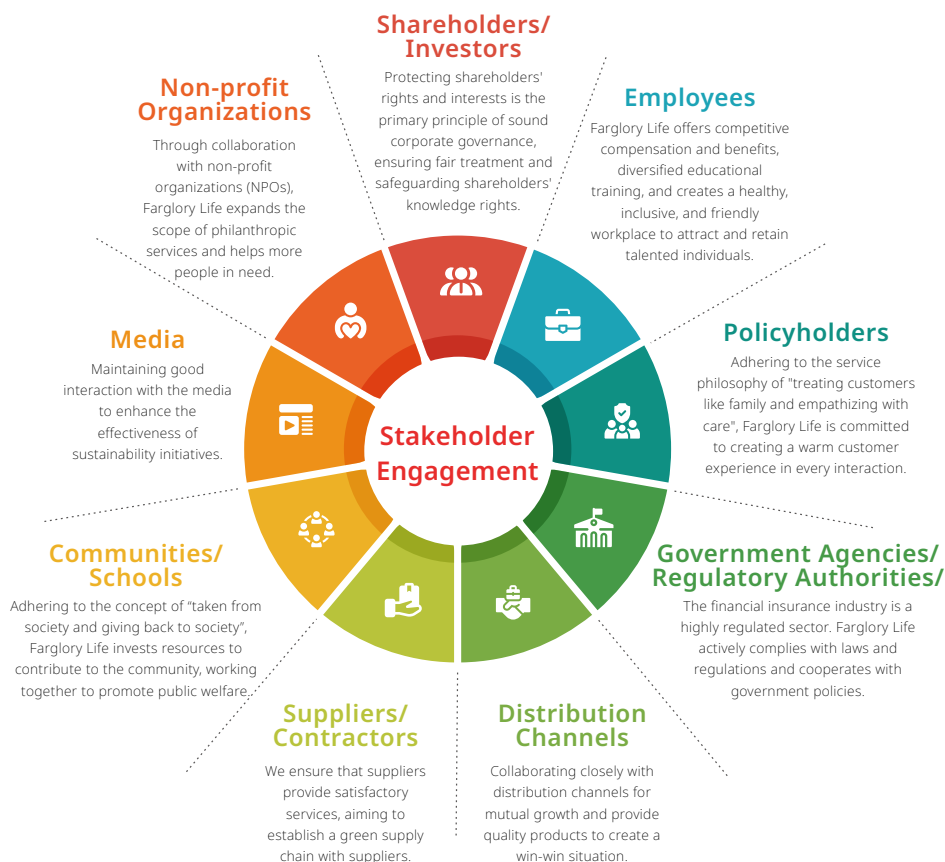 Shareholders/
Investors
Protecting shareholders'
rights and interests is the
primary principle of sound
corporate governance,
ensuring fair treatment and
safeguarding shareholders'
knowledge rights.
Employees
Farglory Life offers competitive
compensation and benefits,
diversified educational
training, and creates a healthy,
inclusive, and friendly
workplace to attract and retain
talented individuals.
Policyholders
Adhering to the service
philosophy of "treating customers
like family and empathizing with
care", Farglory Life is committed
to creating a warm customer
experience in every interaction.
Government Agencies/
Regulatory Authorities/
The financial insurance industry is a
highly regulated sector. Farglory Life
actively complies with laws and
regulations and cooperates with
government policies.
Distribution
Channels
Collaborating closely with
distribution channels for
mutual growth and provide
quality products to create a
win-win situation.
Suppliers/
Contractors
We ensure that suppliers
provide satisfactory
services, aiming to
establish a green supply
chain with suppliers.
Communities/
Schools
Adhering to the concept of “taken from
society and giving back to society”,
Farglory Life invests resources to
contribute to the community, working
together to promote public welfare.
Media
Maintaining good
interaction with the media
to enhance the
effectiveness of
sustainability initiatives.
Non-profit
Organizations
Through collaboration
with non-profit
organizations (NPOs),
Farglory Life expands the
scope of philanthropic
services and helps more
people in need.
Stakeholder
Engagement